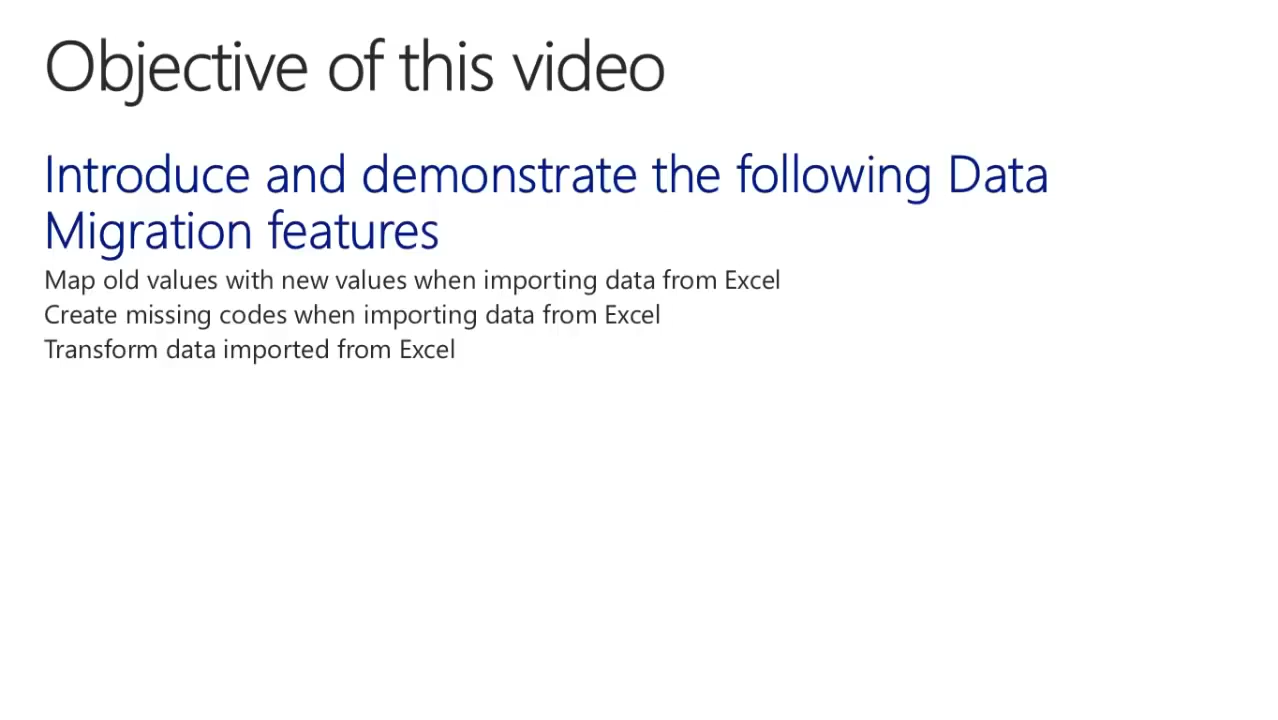 Objective of this video
Introduce and demonstrate the following Data
Migration features
Map old values with new values when importing data from Excel
Create missing codes when importing data from Excel
Transform data imported from Excel